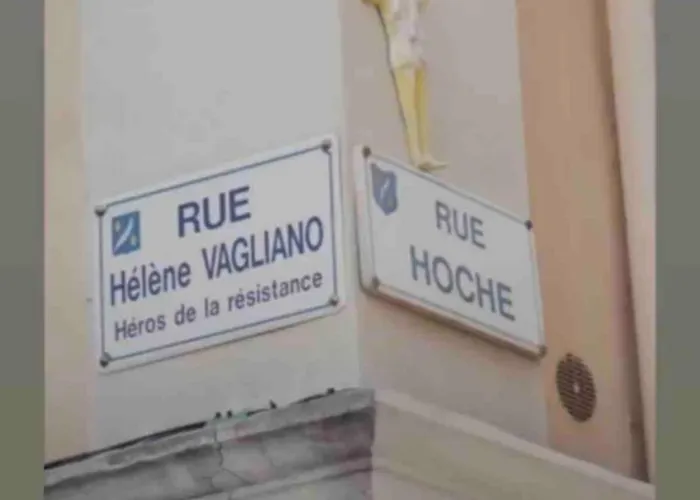 RUE
Hélène VAGLIANO
Héros de la résistance
RUE
HOCHE